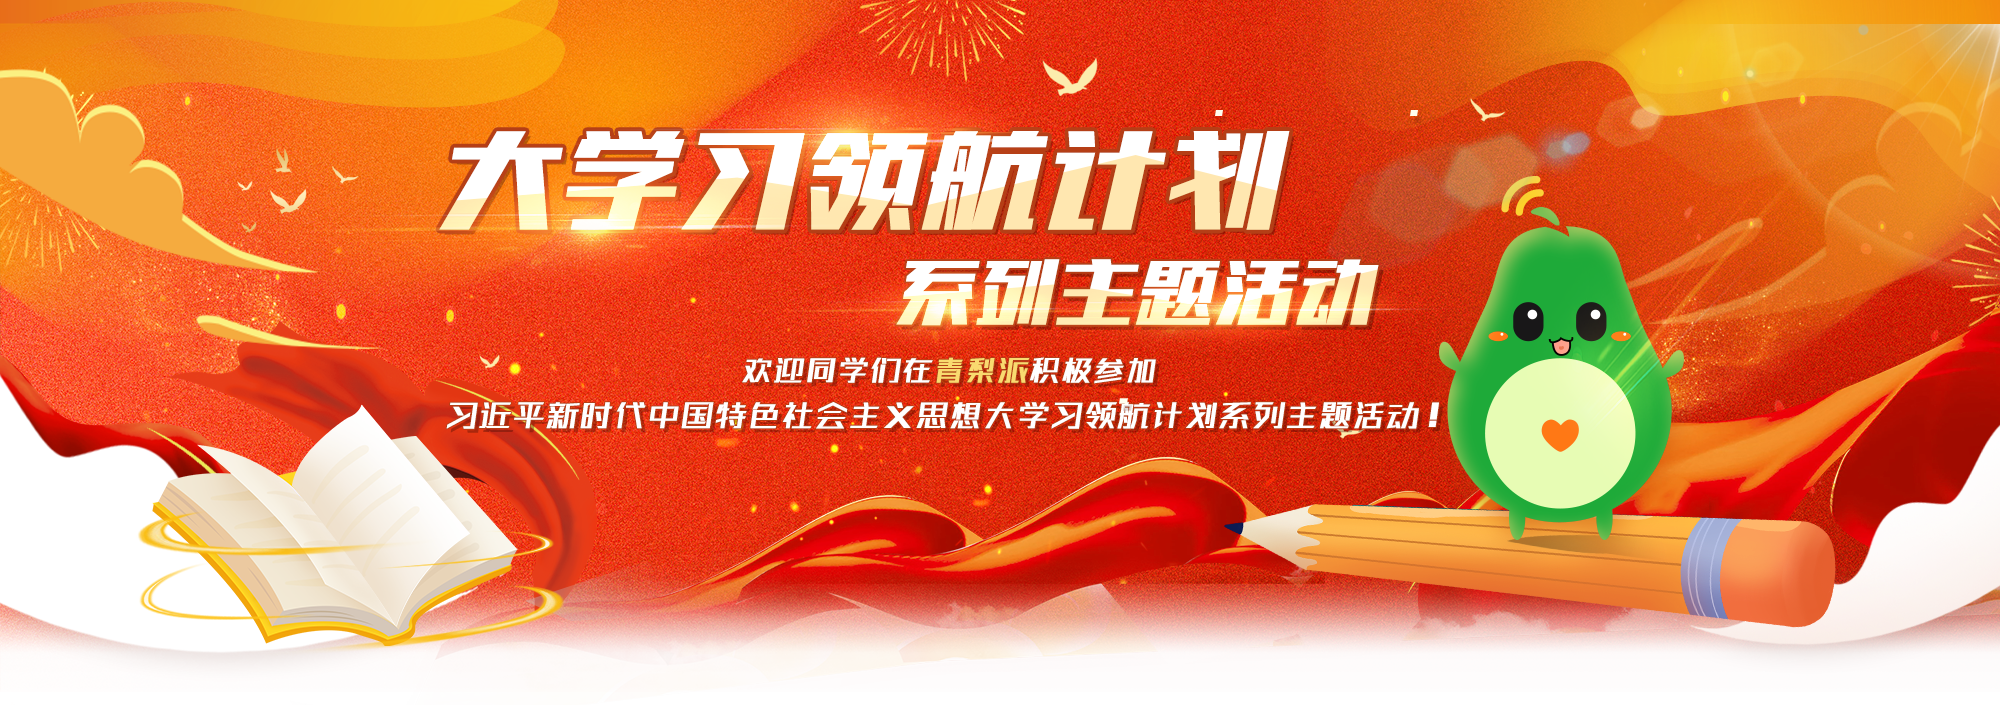 大学习领航计划
系列主题活动
欢迎同学们在青梨派积极参加
习近平新时代中国特色社会主义思想大学习领航计划系列主题活动！